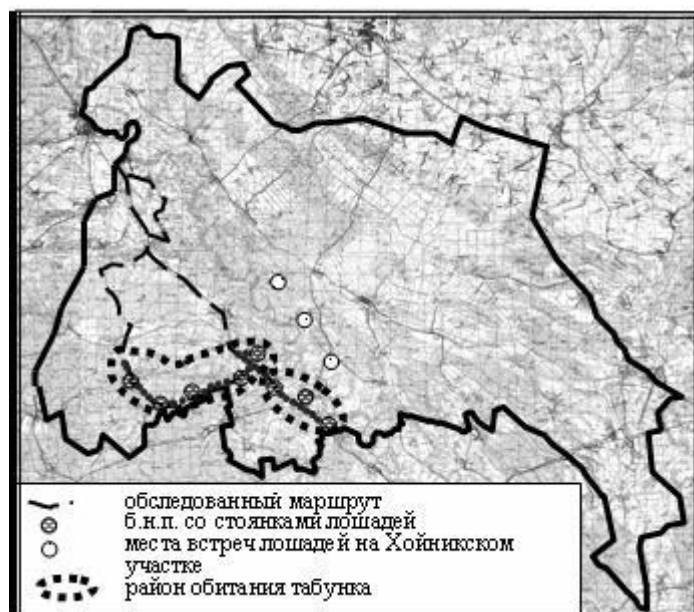 обследованный маршрут
б.н.п. со стоянками лошадей
места встреч лошадей на Хойникском
участке
район обитания табунка